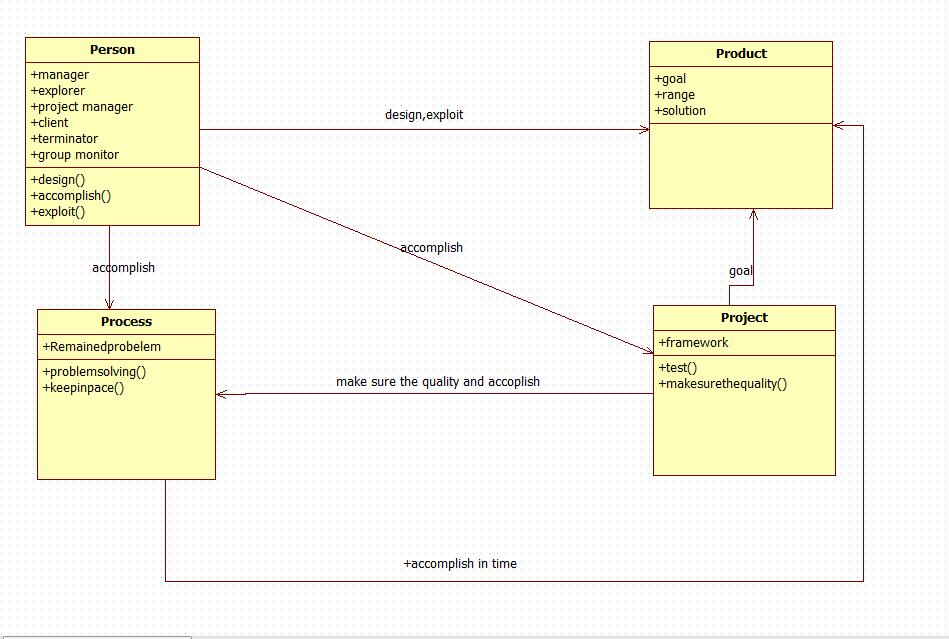 Person
+manager
+explorer
+project manager
+client
+terminator
+group monitor
+design()
+accomplish()
+exploit()
design,exploit
Product
+goal
+range
+solution
accomplish
accomplish
goal
Process
+Remainedprobelem
+problemsolving()
+keepinpace()
make sure the quality and accoplish
Project
+framework
+test()
+makesurethequality()
+accomplish in time